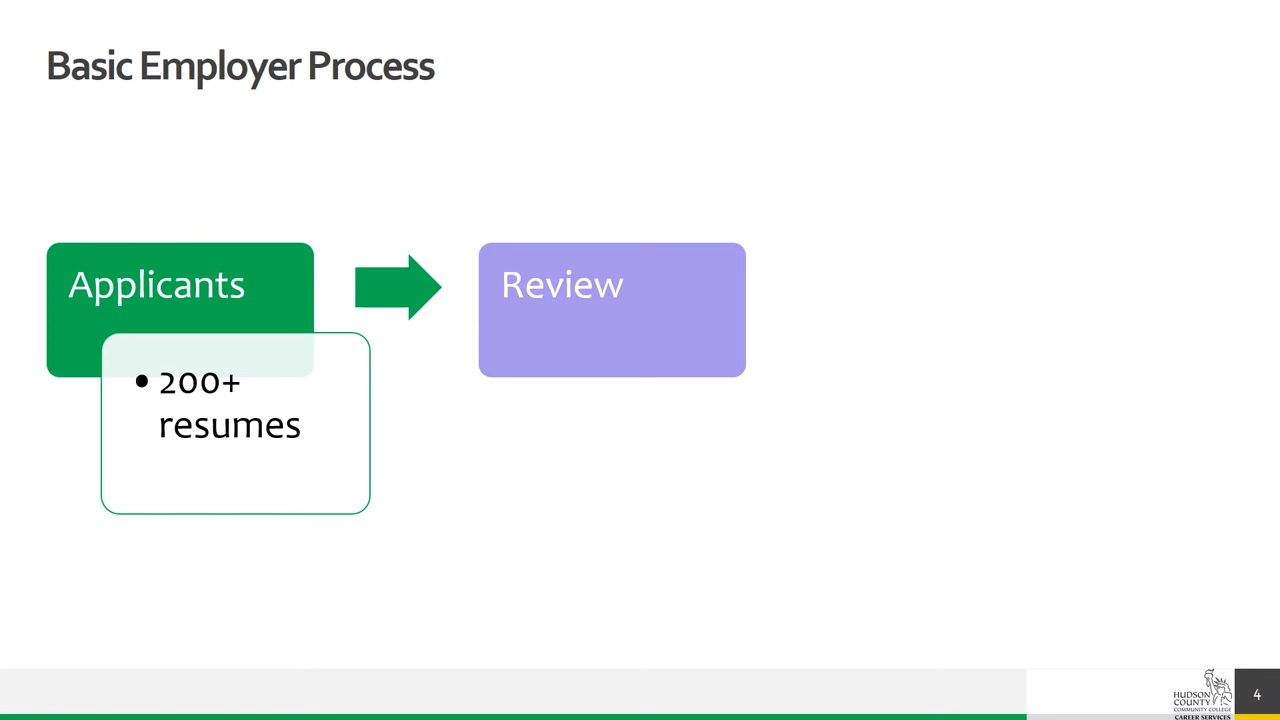 Basic Employer Process
Applicants
Review
• 200+
resumes
HUDSON
COUNTY
COMMUNITY COLLEGE
CAREER SERVICES
4